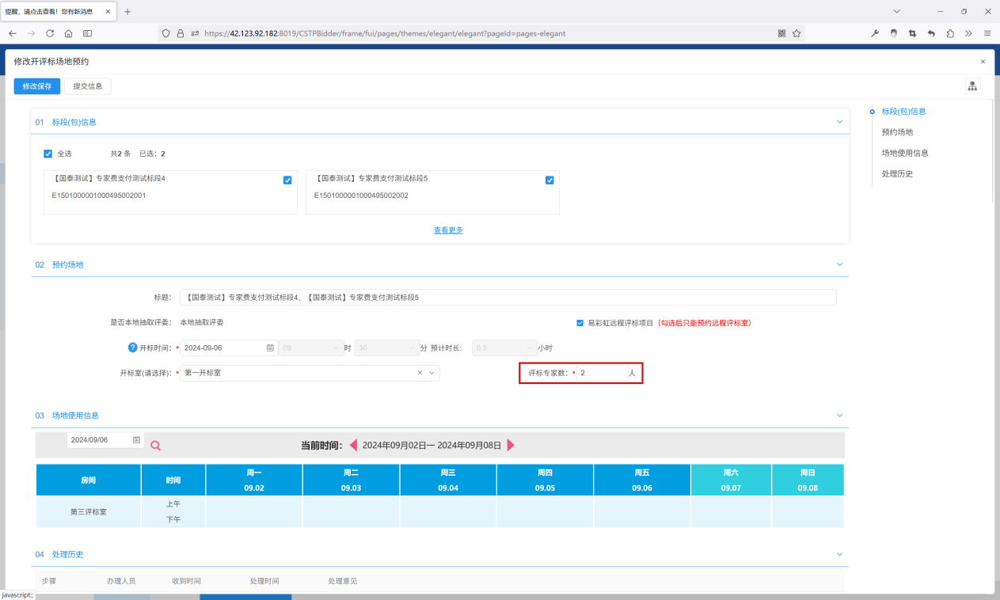 提醒，请点击查看！您有新消息
https://42.123.92.182:8019/CSTPBidder/frame/fui/pages/themes/elegant/elegant?pageId=pages-elegant
修改开评标场地预约
修改保存 提交信息
01 标段(包)信息
标段(包)信息
预约场地
场地使用信息
处理历史
全选 共2 条 已选：2
【国泰测试】专家费支付测试标段4
E1501000001000495002001
【国泰测试】专家费支付测试标段5
E1501000001000495002002
查看更多
02 预约场地
标题： 【国泰测试】专家费支付测试标段4、【国泰测试】专家费支付测试标段5
是否本地抽取评委： 本地抽取评委 易彩虹远程评标项目（勾选后只能预约远程评标室）
? 开标时间：* 2024-09-06 09 时 30 分 预计时长: 0.5 小时
开标室(请选择)：* 第一开标室 评标专家数：* 2 人
03 场地使用信息
2024/09/06 当前时间： 2024年09月02日一 2024年09月08日
房间 时间 周一 周二 周三 周四 周五 周六 周日
09.02 09.03 09.04 09.05 09.06 09.07 09.08
第三评标室 上午
下午
04 处理历史
步骤 办理人员 收到时间 处理时间 处理意见
javascript:;